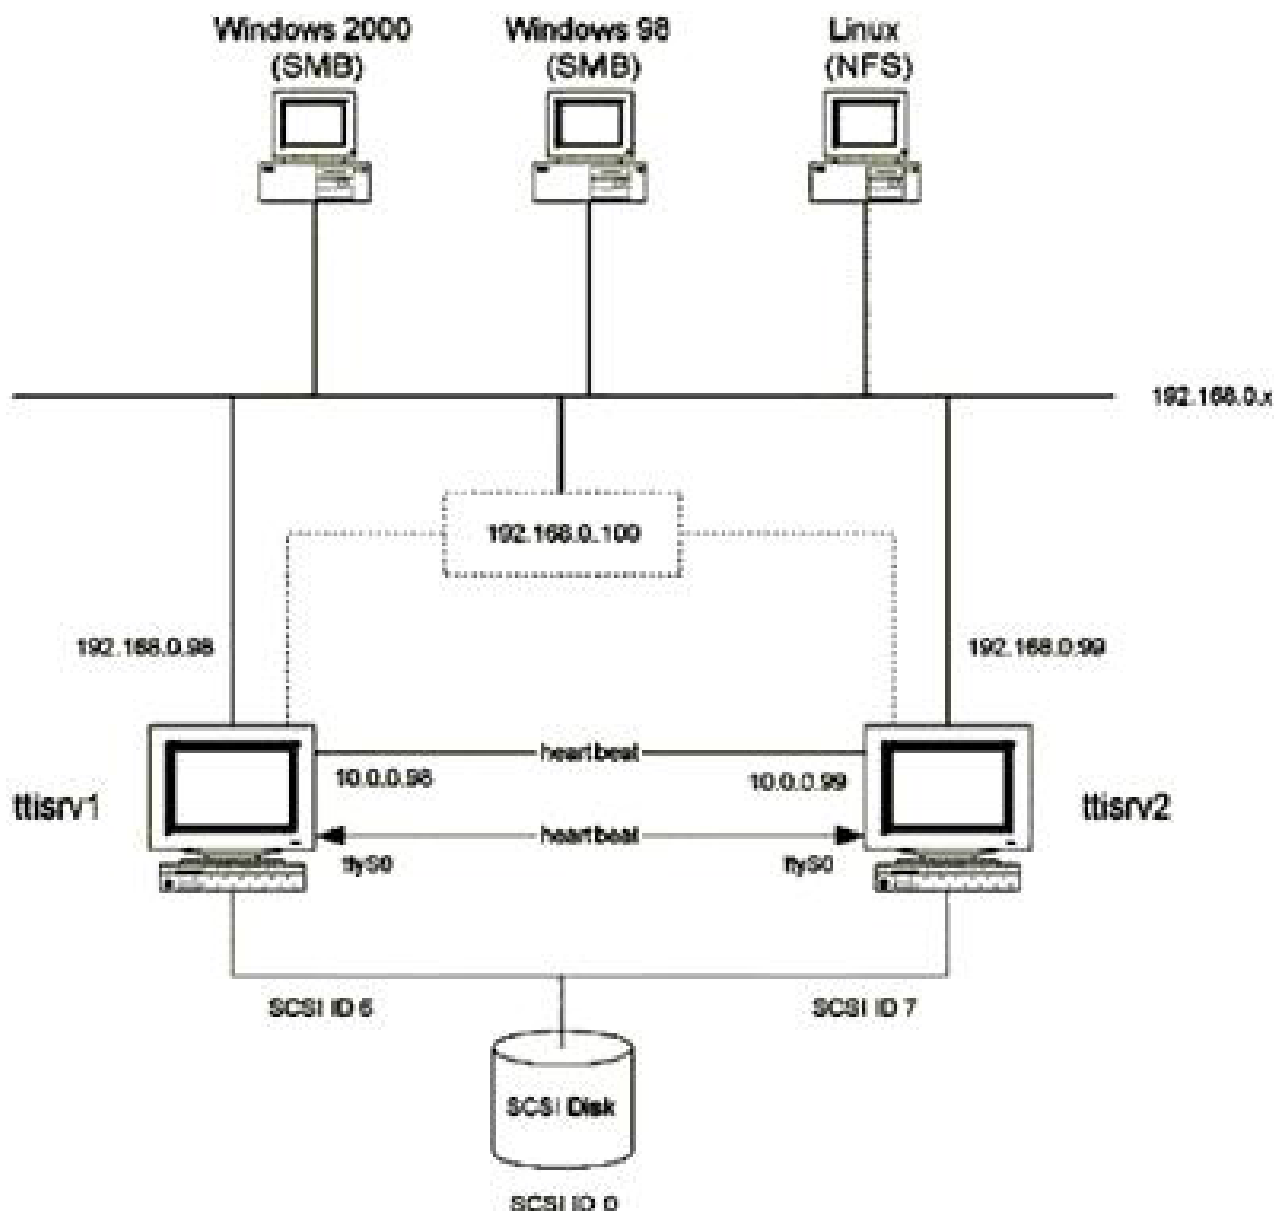 Windows 2000
(SMB)
Windows 98
(SMB)
Linux
(NFS)
192.168.0.x
192.168.0.100
192.168.0.98
192.168.0.99
heartbeat
10.0.0.98
10.0.0.99
ttisrv1
ttisrv2
heartbeat
ttyS0
ttyS0
SCSI ID 6
SCSI ID 7
SCSI Disk
SCSI ID 0